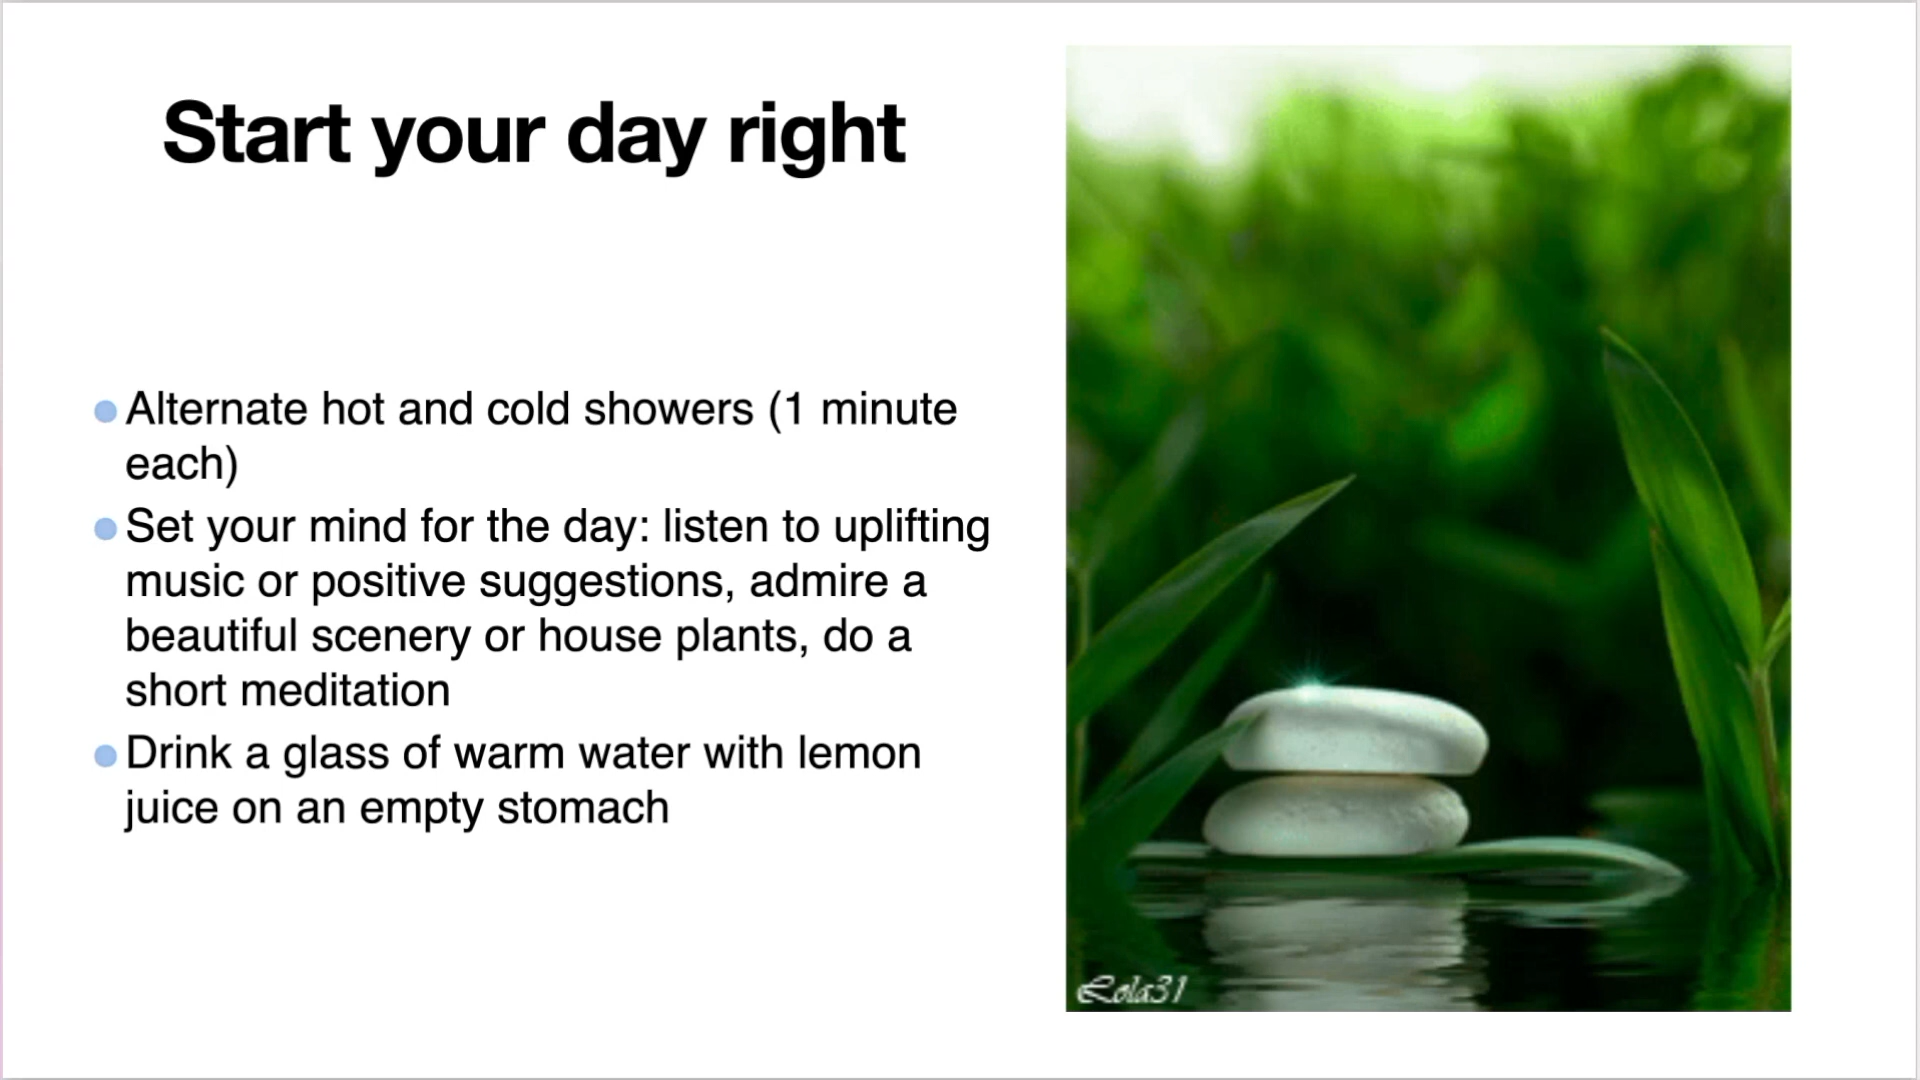 Start your day right
Alternate hot and cold showers (1 minute
each)
Set your mind for the day: listen to uplifting
music or positive suggestions, admire a
beautiful scenery or house plants, do a
short meditation
Drink a glass of warm water with lemon
juice on an empty stomach
Lola31